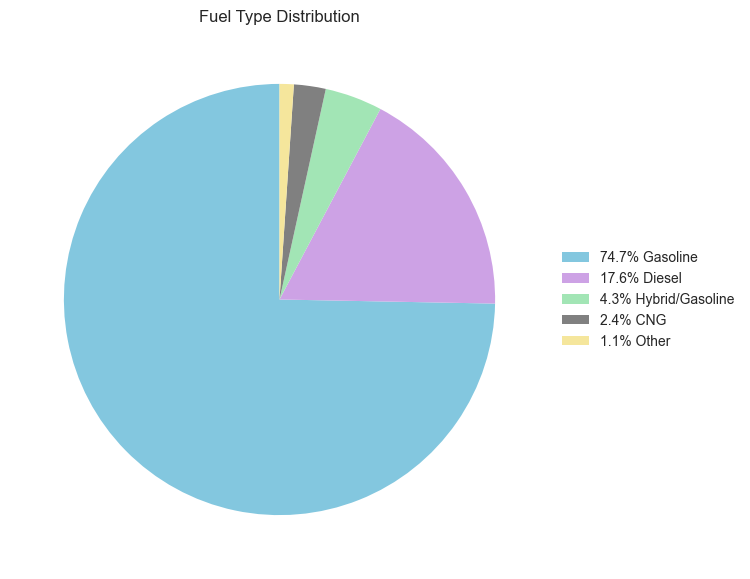 Fuel Type Distribution
74.7% Gasoline
17.6% Diesel
4.3% Hybrid/Gasoline
2.4% CNG
1.1% Other